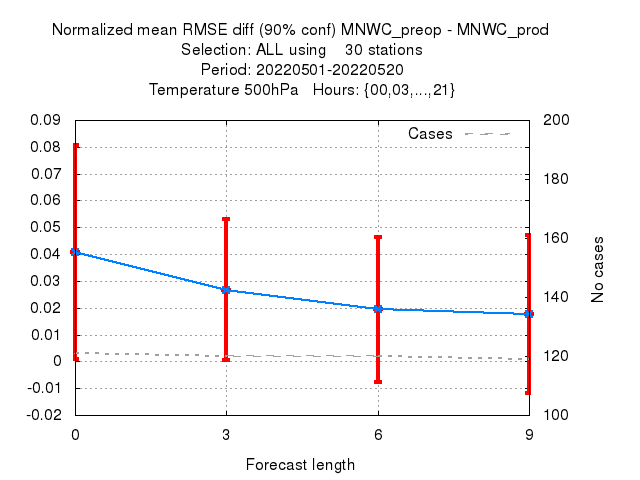 Normalized mean RMSE diff (90% conf) MNWC_preop - MNWC_prod
Selection: ALL using    30 stations
Period: 20220501-20220520
Temperature 500hPa   Hours: {00,03,...,21}
Cases
0.09
0.08
0.07
0.06
0.05
0.04
0.03
0.02
0.01
0
-0.01
-0.02
200
180
160
140
120
100
No cases
0 3 6 9
Forecast length